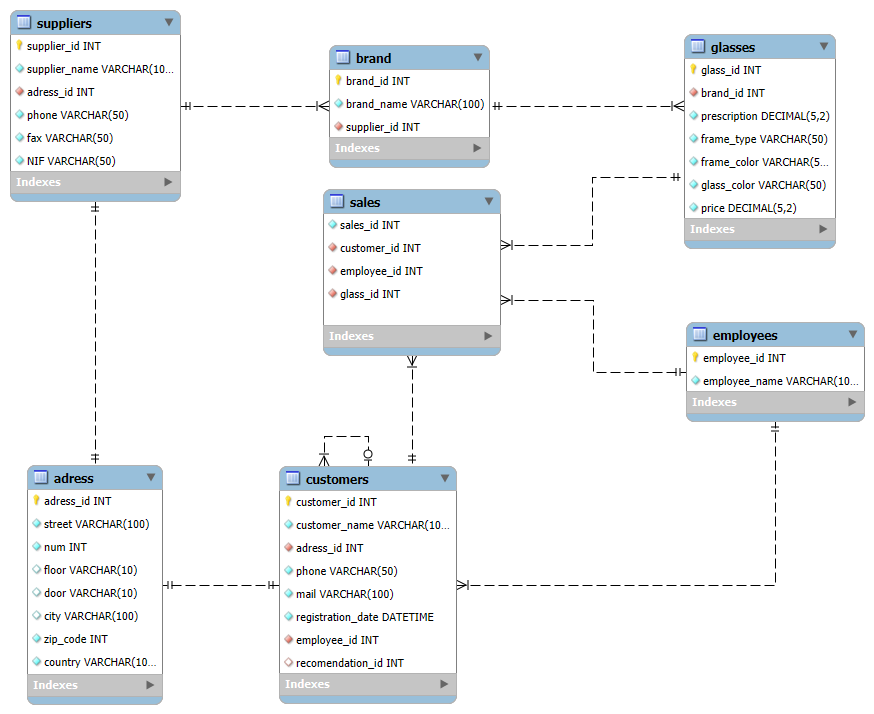 suppliers
supplier_id INT
supplier_name VARCHAR(10...
adress_id INT
phone VARCHAR(50)
fax VARCHAR(50)
NIF VARCHAR(50)
Indexes
brand
brand_id INT
brand_name VARCHAR(100)
supplier_id INT
Indexes
glasses
glass_id INT
brand_id INT
prescription DECIMAL(5,2)
frame_type VARCHAR(50)
frame_color VARCHAR(5...
glass_color VARCHAR(50)
price DECIMAL(5,2)
Indexes
sales
sales_id INT
customer_id INT
employee_id INT
glass_id INT
Indexes
employees
employee_id INT
employee_name VARCHAR(10...
Indexes
adress
adress_id INT
street VARCHAR(100)
num INT
floor VARCHAR(10)
door VARCHAR(10)
city VARCHAR(100)
zip_code INT
country VARCHAR(10...
Indexes
customers
customer_id INT
customer_name VARCHAR(10...
adress_id INT
phone VARCHAR(50)
mail VARCHAR(100)
registration_date DATETIME
employee_id INT
recomendation_id INT
Indexes